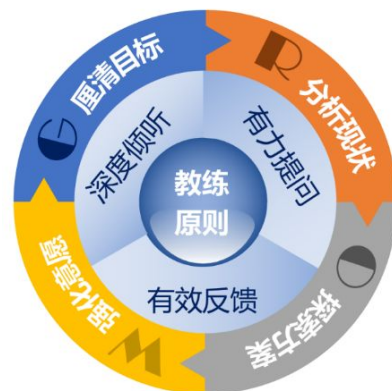 G 厘清目标
R 分析现状
O 探索方案
W 强化意愿
深度倾听
有力提问
有效反馈
教练
原则